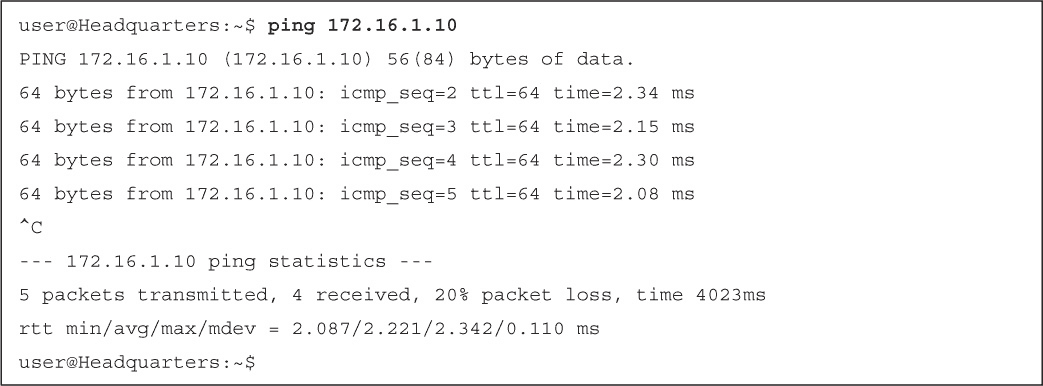 user@Headquarters:~$ ping 172.16.1.10
PING 172.16.1.10 (172.16.1.10) 56(84) bytes of data.
64 bytes from 172.16.1.10: icmp_seq=2 ttl=64 time=2.34 ms
64 bytes from 172.16.1.10: icmp_seq=3 ttl=64 time=2.15 ms
64 bytes from 172.16.1.10: icmp_seq=4 ttl=64 time=2.30 ms
64 bytes from 172.16.1.10: icmp_seq=5 ttl=64 time=2.08 ms
^C
--- 172.16.1.10 ping statistics ---
5 packets transmitted, 4 received, 20% packet loss, time 4023ms
rtt min/avg/max/mdev = 2.087/2.221/2.342/0.110 ms
user@Headquarters:~$